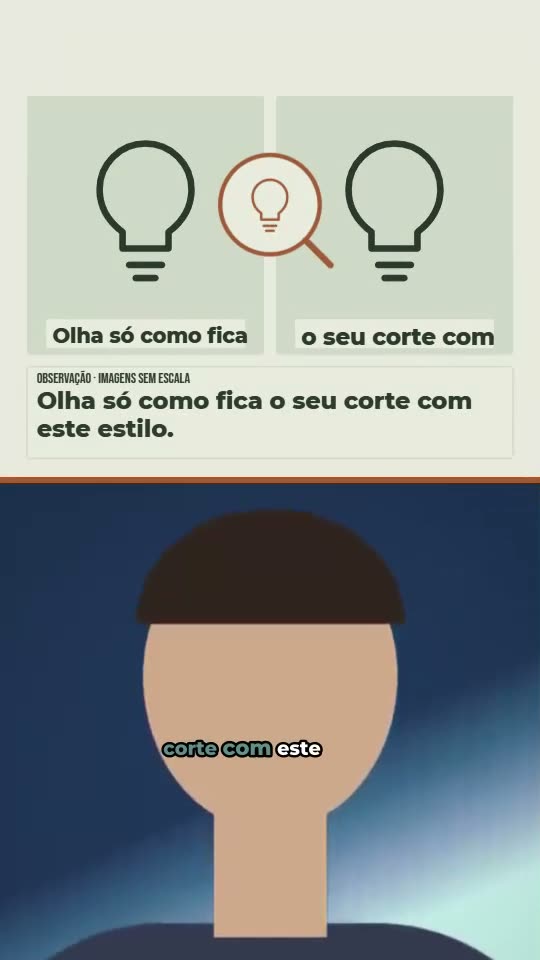 Olha só como fica
o seu corte com
OBSERVAÇÃO · IMAGENS SEM ESCALA
Olha só como fica o seu corte com
este estilo.
corte com este